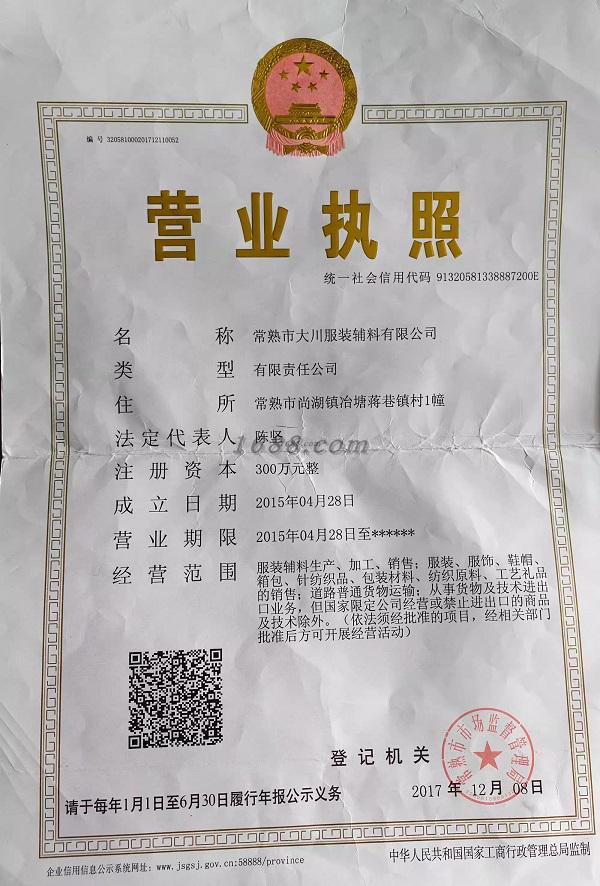 编 号 320581000201712110052
营业执照
统一社会信用代码 91320581338887200E
名 称 常熟市大川服装辅料有限公司
类 型 有限责任公司
住 所 常熟市尚湖镇冶塘蒋巷镇村1幢
法定代表人 陈坚
1688.com
注册资本 300万元整
成立日期 2015年04月28日
营业期限 2015年04月28日至******
经营范围 服装辅料生产、加工、销售；服装、服饰、鞋帽、
箱包、针纺织品、包装材料、纺织原料、工艺礼品
的销售；道路普通货物运输；从事货物及技术进出
口业务，但国家限定公司经营或禁止进出口的商品
及技术除外。（依法须经批准的项目，经相关部门
批准后方可开展经营活动）
常熟市市场监督管理局
登记机关
2017 年 12 月 08 日
请于每年1月1日至6月30日履行年报公示义务
企业信用信息公示系统网址：www.jsgsj.gov.cn:58888/province
中华人民共和国国家工商行政管理总局监制